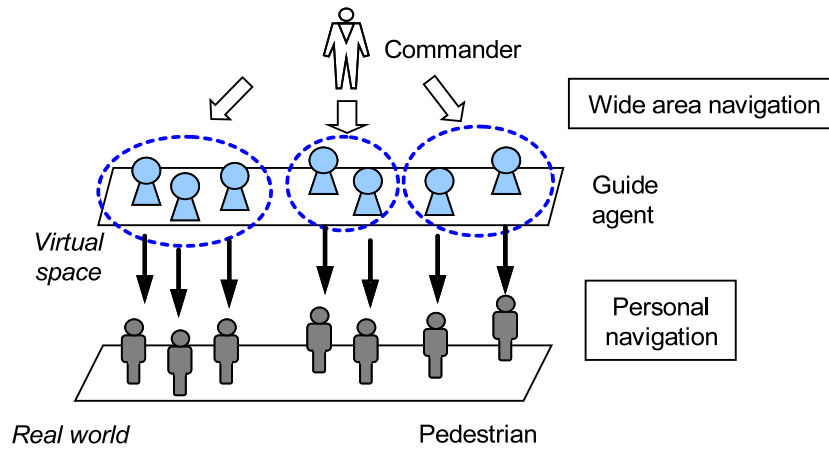 Commander
Wide area navigation
Guide
agent
Virtual
space
Personal
navigation
Real world
Pedestrian